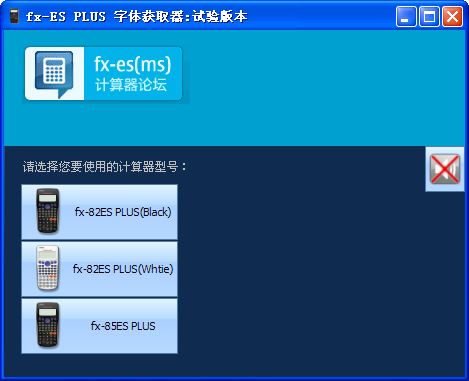 fx-ES PLUS 字体获取器:试验版本
fx-es(ms)
计算器论坛
请选择您要使用的计算器型号：
fx-82ES PLUS(Black)
fx-82ES PLUS(Whtie)
fx-85ES PLUS